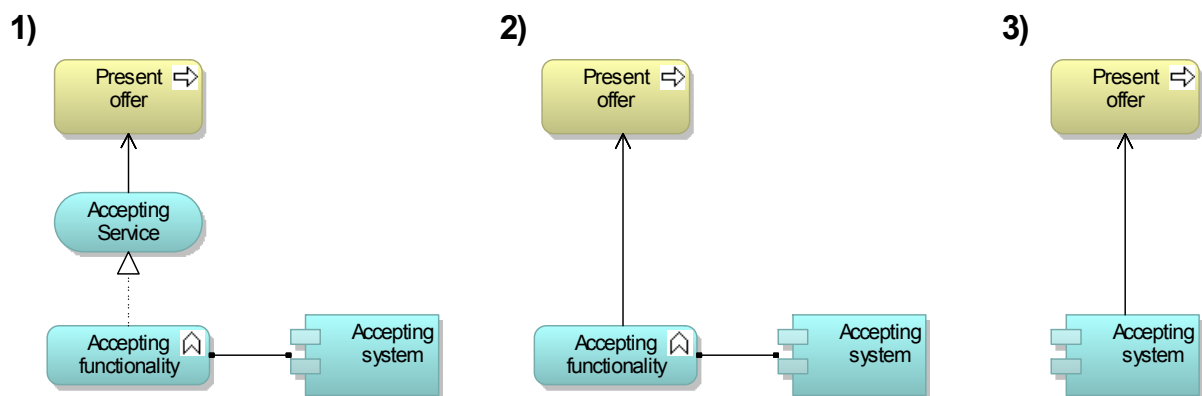 1)
Present
offer
Accepting
Service
Accepting
functionality
Accepting
system
2)
Present
offer
Accepting
functionality
Accepting
system
3)
Present
offer
Accepting
system